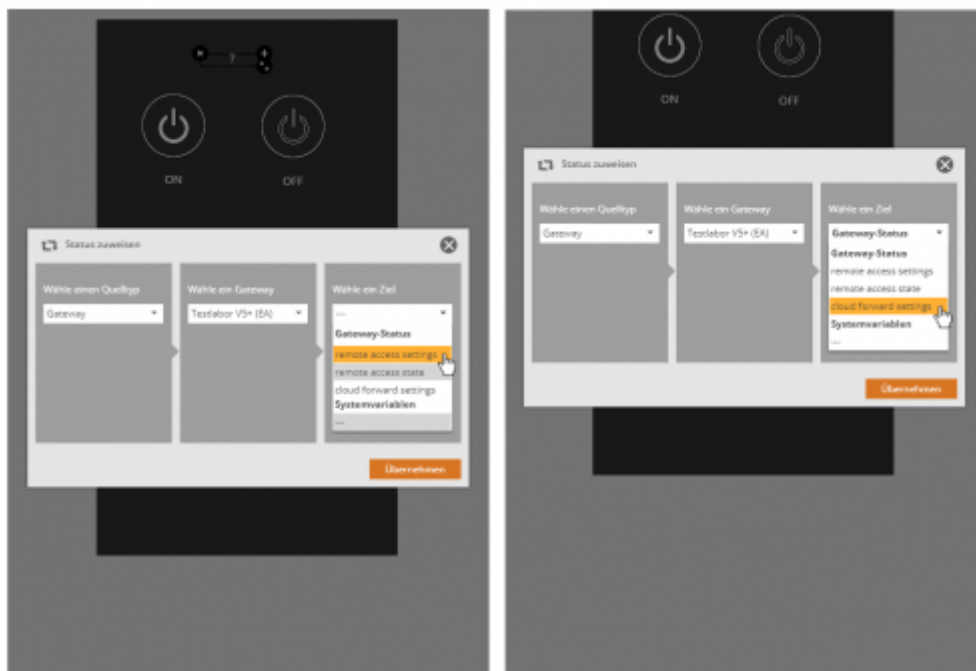 ?
ON OFF
Status zuweisen
Wähle einen Quelltyp
Gateway
Wähle ein Gateway
Testlabor V5+ (EA)
Wähle ein Ziel
---
Gateway-Status
remote access settings
remote access state
cloud forward settings
Systemvariablen
---
Übernehmen
ON OFF
Status zuweisen
Wähle einen Quelltyp
Gateway
Wähle ein Gateway
Testlabor V5+ (EA)
Wähle ein Ziel
Gateway-Status
Gateway-Status
remote access settings
remote access state
cloud forward settings
Systemvariablen
---
Übernehmen